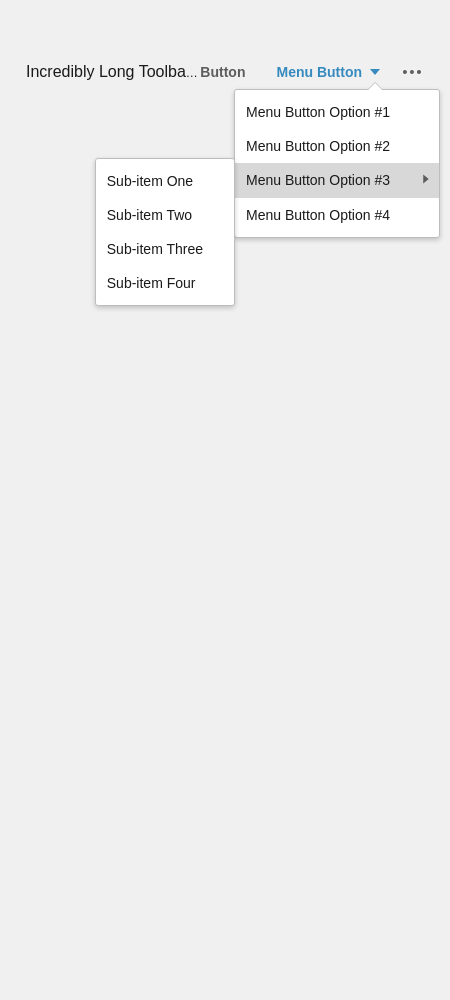 Incredibly Long Toolba... Button Menu Button
Menu Button Option #1
Menu Button Option #2
Menu Button Option #3
Menu Button Option #4
Sub-item One
Sub-item Two
Sub-item Three
Sub-item Four